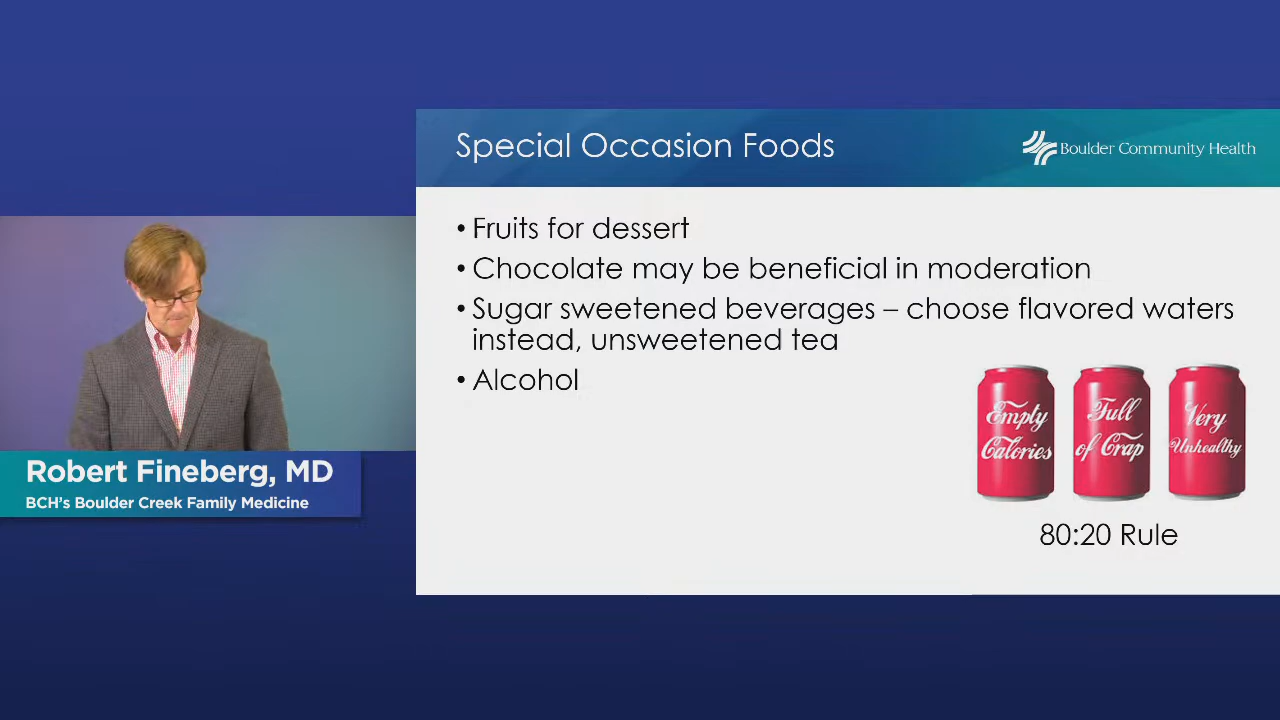 Special Occasion Foods
Boulder Community Health
• Fruits for dessert
• Chocolate may be beneficial in moderation
• Sugar sweetened beverages – choose flavored waters
instead, unsweetened tea
• Alcohol
Empty
Calories
Full
of Crap
Very
Unhealthy
80:20 Rule
Robert Fineberg, MD
BCH's Boulder Creek Family Medicine